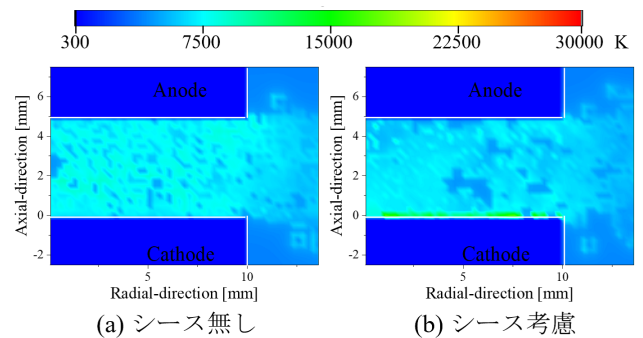 300 7500 15000 22500 30000 K
Axial-direction [mm]
6
4
2
0
-2
Anode
Cathode
5 10
Radial-direction [mm]
(a) シース無し
Axial-direction [mm]
6
4
2
0
-2
Anode
Cathode
5 10
Radial-direction [mm]
(b) シース考慮